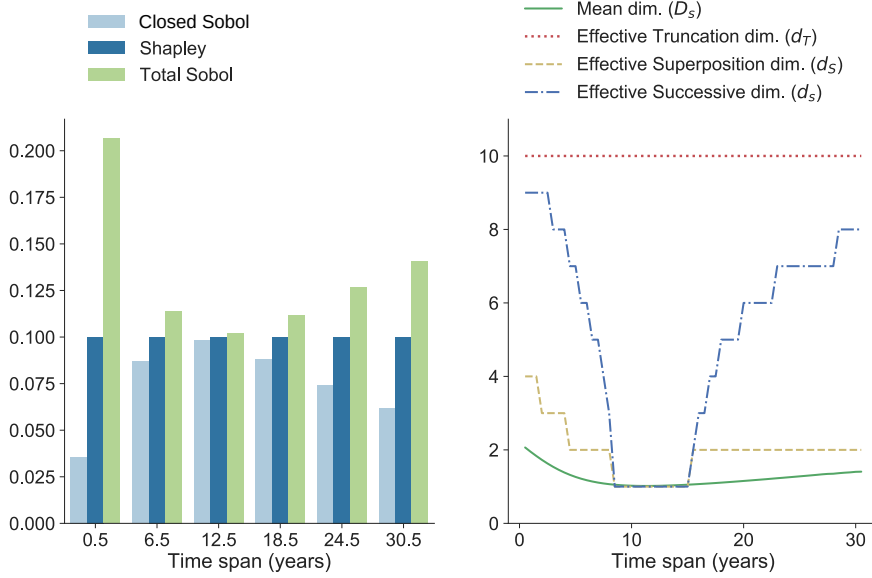 Closed Sobol
Shapley
Total Sobol
0.200
0.175
0.150
0.125
0.100
0.075
0.050
0.025
0.000
0.5 6.5 12.5 18.5 24.5 30.5
Time span (years)
Mean dim. (Dₛ)
Effective Truncation dim. (d_T)
Effective Superposition dim. (d_S)
Effective Successive dim. (dₛ)
10
8
6
4
2
0
0 10 20 30
Time span (years)